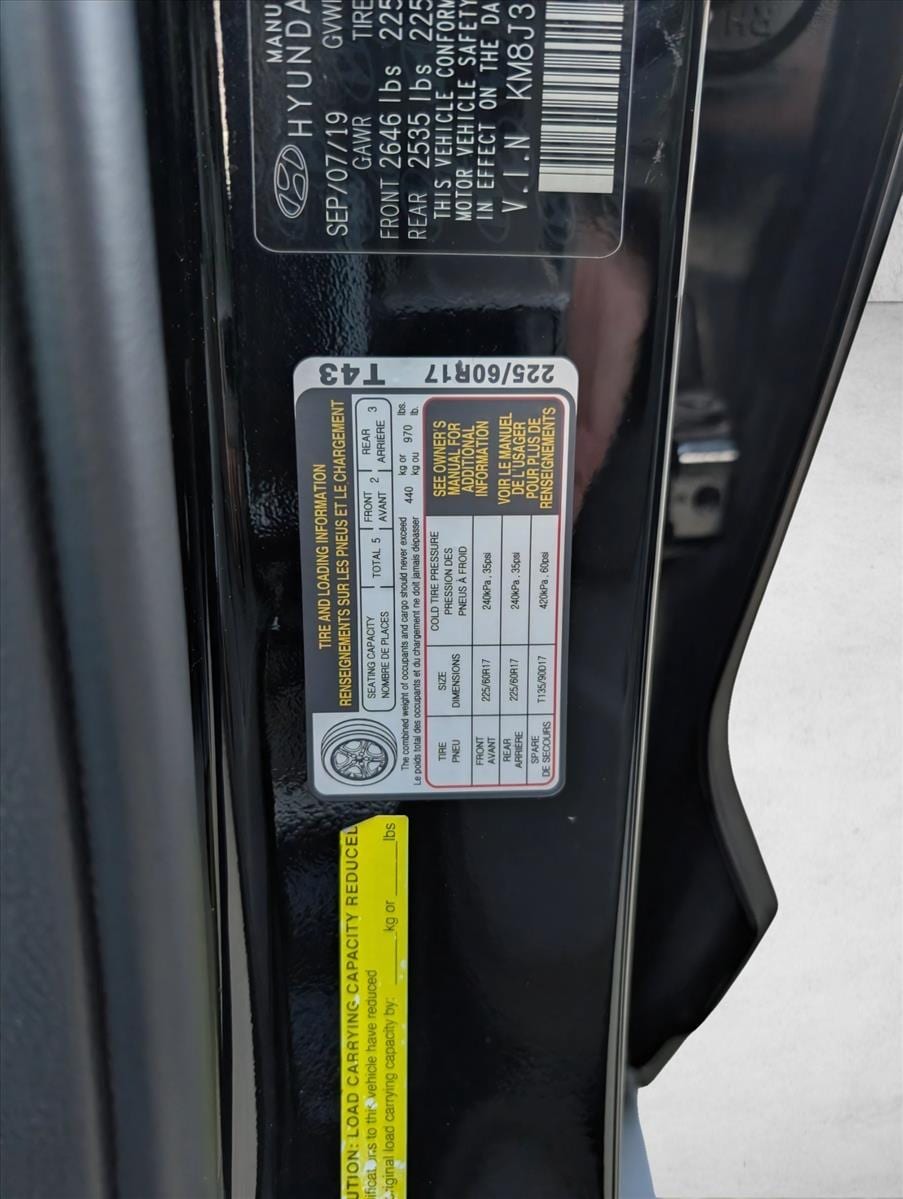 MANU
HYUNDA
SEP/07/19 GVWR
GAWR TIRE
FRONT 2646 lbs 225
REAR 2535 lbs 225
THIS VEHICLE CONFORM
MOTOR VEHICLE SAFETY
IN EFFECT ON THE DA
V.I.N KM8J3
T43 225/60R17
TIRE AND LOADING INFORMATION
RENSEIGNEMENTS SUR LES PNEUS ET LE CHARGEMENT
SEATING CAPACITY
NOMBRE DE PLACES
TOTAL 5
FRONT
AVANT 2
REAR
ARRIÈRE 3
The combined weight of occupants and cargo should never exceed 440 kg or 970 lbs.
Le poids total des occupants et du chargement ne doit jamais dépasser kg ou lb.
TIRE
PNEU
SIZE
DIMENSIONS
COLD TIRE PRESSURE
PRESSION DES
PNEUS À FROID
FRONT
AVANT
225/60R17
240kPa , 35psi
REAR
ARRIÈRE
225/60R17
240kPa , 35psi
SPARE
DE SECOURS
T135/90D17
420kPa , 60psi
SEE OWNER'S
MANUAL FOR
ADDITIONAL
INFORMATION
VOIR LE MANUEL
DE L'USAGER
POUR PLUS DE
RENSEIGNEMENTS
UTION: LOAD CARRYING CAPACITY REDUCED
ifications to this vehicle have reduced
original load carrying capacity by: ____kg or ____lbs